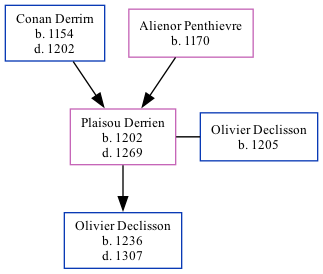 Conan Derrim
b. 1154
d. 1202
Alienor Penthievre
b. 1170
Plaisou Derrien
b. 1202
d. 1269
Olivier Declisson
b. 1205
Olivier Declisson
b. 1236
d. 1307